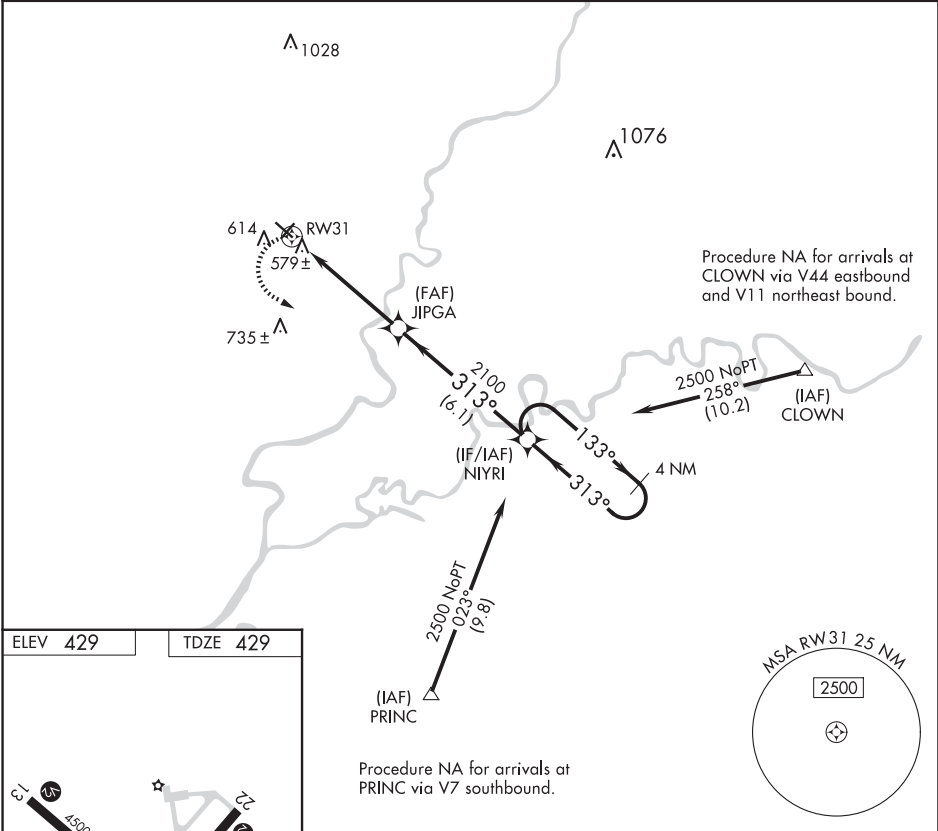 1028
1076
614
RW31
579 ±
Procedure NA for arrivals at
CLOWN via V44 eastbound
and V11 northeast bound.
(FAF)
JIPGA
735 ±
2100
313°
(6.1)
2500 NoPT
258°
(10.2)
(IAF)
CLOWN
(IF/IAF)
NIYRI
133°
4 NM
313°
2500 NoPT
023°
(9.8)
ELEV 429
TDZE 429
MSA RW31 25 NM
2500
(IAF)
PRINC
Procedure NA for arrivals at
PRINC via V7 southbound.
13
V5
22
4500